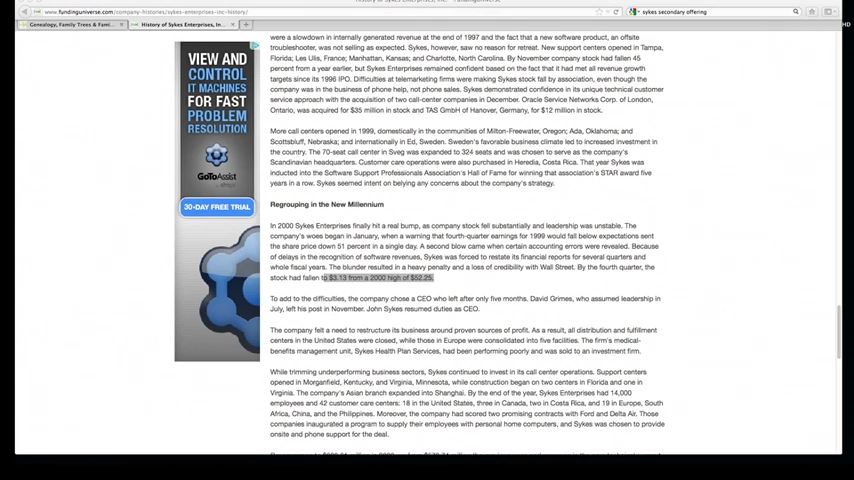 History of Sykes Enterprises, Inc. – FundingUniverse
www.fundinguniverse.com/company-histories/sykes-enterprises-inc-history/
sykes secondary offering
HD
Genealogy, Family Trees & Fami...
History of Sykes Enterprises, In...
were a slowdown in internally generated revenue at the end of 1997 and the fact that a new software product, an offsite
troubleshooter, was not selling as expected. Sykes, however, saw no reason for retreat. New support centers opened in Tampa,
Florida; Les Ulis, France; Manhattan, Kansas; and Charlotte, North Carolina. By November company stock had fallen 45
percent from a year earlier, but Sykes Enterprises remained confident based on the fact that it had met all revenue growth
targets since its 1996 IPO. Difficulties at telemarketing firms were making Sykes stock fall by association, even though the
company was in the business of phone help, not phone sales. Sykes demonstrated confidence in its unique technical customer
service approach with the acquisition of two call-center companies in December. Oracle Service Networks Corp. of London,
Ontario, was acquired for $35 million in stock and TAS GmbH of Hanover, Germany, for $12 million in stock.
More call centers opened in 1999, domestically in the communities of Milton-Freewater, Oregon; Ada, Oklahoma; and
Scottsbluff, Nebraska; and internationally in Ed, Sweden. Sweden's favorable business climate led to increased investment in
the country. The 70-seat call center in Sveg was expanded to 324 seats and was chosen to serve as the company's
Scandinavian headquarters. Customer care operations were also purchased in Heredia, Costa Rica. That year Sykes was
inducted into the Software Support Professionals Association's Hall of Fame for winning that association's STAR award five
years in a row. Sykes seemed intent on belying any concerns about the company's strategy.
Regrouping in the New Millennium
In 2000 Sykes Enterprises finally hit a real bump, as company stock fell substantially and leadership was unstable. The
company's woes began in January, when a warning that fourth-quarter earnings for 1999 would fall below expectations sent
the share price down 51 percent in a single day. A second blow came when certain accounting errors were revealed. Because
of delays in the recognition of software revenues, Sykes was forced to restate its financial reports for several quarters and
whole fiscal years. The blunder resulted in a heavy penalty and a loss of credibility with Wall Street. By the fourth quarter, the
stock had fallen to $3.13 from a 2000 high of $52.25.
To add to the difficulties, the company chose a CEO who left after only five months. David Grimes, who assumed leadership in
July, left his post in November. John Sykes resumed duties as CEO.
The company felt a need to restructure its business around proven sources of profit. As a result, all distribution and fulfillment
centers in the United States were closed, while those in Europe were consolidated into five facilities. The firm's medical-
benefits management unit, Sykes Health Plan Services, had been performing poorly and was sold to an investment firm.
While trimming underperforming business sectors, Sykes continued to invest in its call center operations. Support centers
opened in Morganfield, Kentucky, and Virginia, Minnesota, while construction began on two centers in Florida and one in
Virginia. The company's Asian branch expanded into Shanghai. By the end of the year, Sykes Enterprises had 14,000
employees and 42 customer care centers: 18 in the United States, three in Canada, two in Costa Rica, and 19 in Europe, South
Africa, China, and the Philippines. Moreover, the company had scored two promising contracts with Ford and Delta Air. Those
companies inaugurated a program to supply their employees with personal home computers, and Sykes was chosen to provide
onsite and phone support for the deal.
VIEW AND
CONTROL
IT MACHINES
FOR FAST
PROBLEM
RESOLUTION
GoToAssist
30-DAY FREE TRIAL